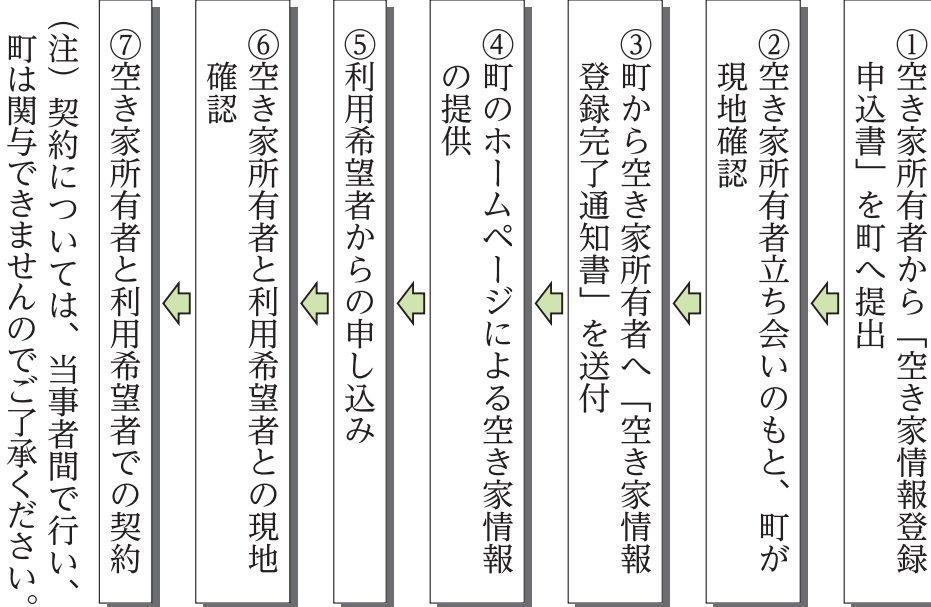 ①空き家所有者から「空き家情報登録
申込書」を町へ提出
②空き家所有者立ち会いのもと、町が
現地確認
③町から空き家所有者へ「空き家情報
登録完了通知書」を送付
④町のホームページによる空き家情報
の提供
⑤利用希望者からの申し込み
⑥空き家所有者と利用希望者との現地
確認
⑦空き家所有者と利用希望者での契約
(注)契約については、当事者間で行い、
町は関与できませんのでご了承ください。